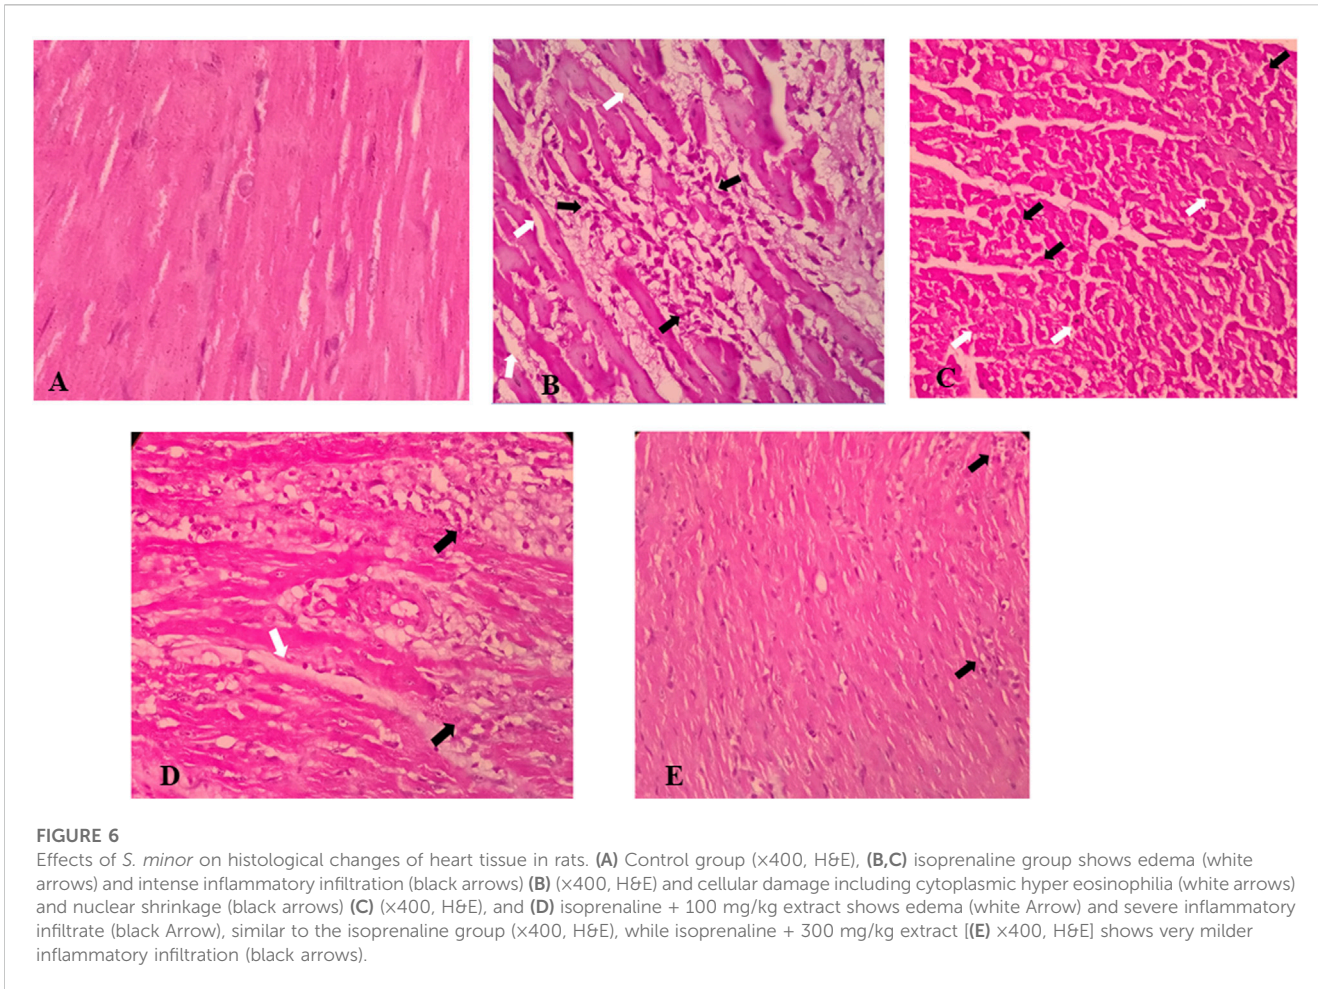 A
B
C
D
E
FIGURE 6
Effects of S. minor on histological changes of heart tissue in rats. (A) Control group (×400, H&E), (B,C) isoprenaline group shows edema (white
arrows) and intense inflammatory infiltration (black arrows) (B) (×400, H&E) and cellular damage including cytoplasmic hyper eosinophilia (white arrows)
and nuclear shrinkage (black arrows) (C) (×400, H&E), and (D) isoprenaline + 100 mg/kg extract shows edema (white Arrow) and severe inflammatory
infiltrate (black Arrow), similar to the isoprenaline group (×400, H&E), while isoprenaline + 300 mg/kg extract [(E) ×400, H&E] shows very milder
inflammatory infiltration (black arrows).